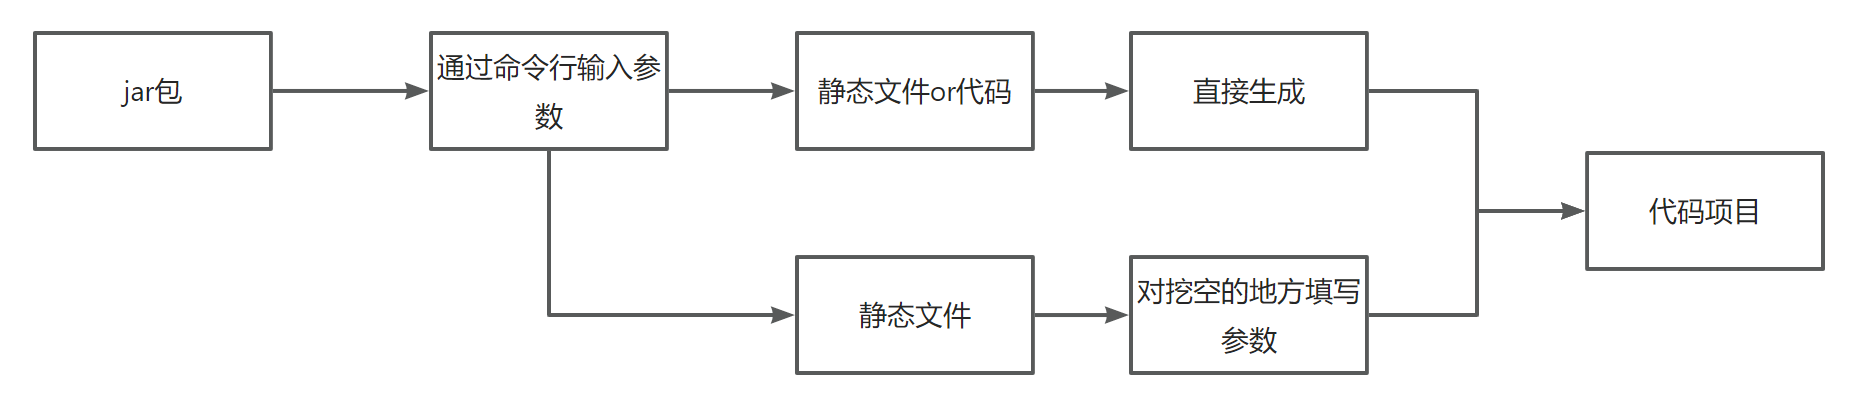 jar包
通过命令行输入参
数
静态文件or代码
直接生成
代码项目
静态文件
对挖空的地方填写
参数